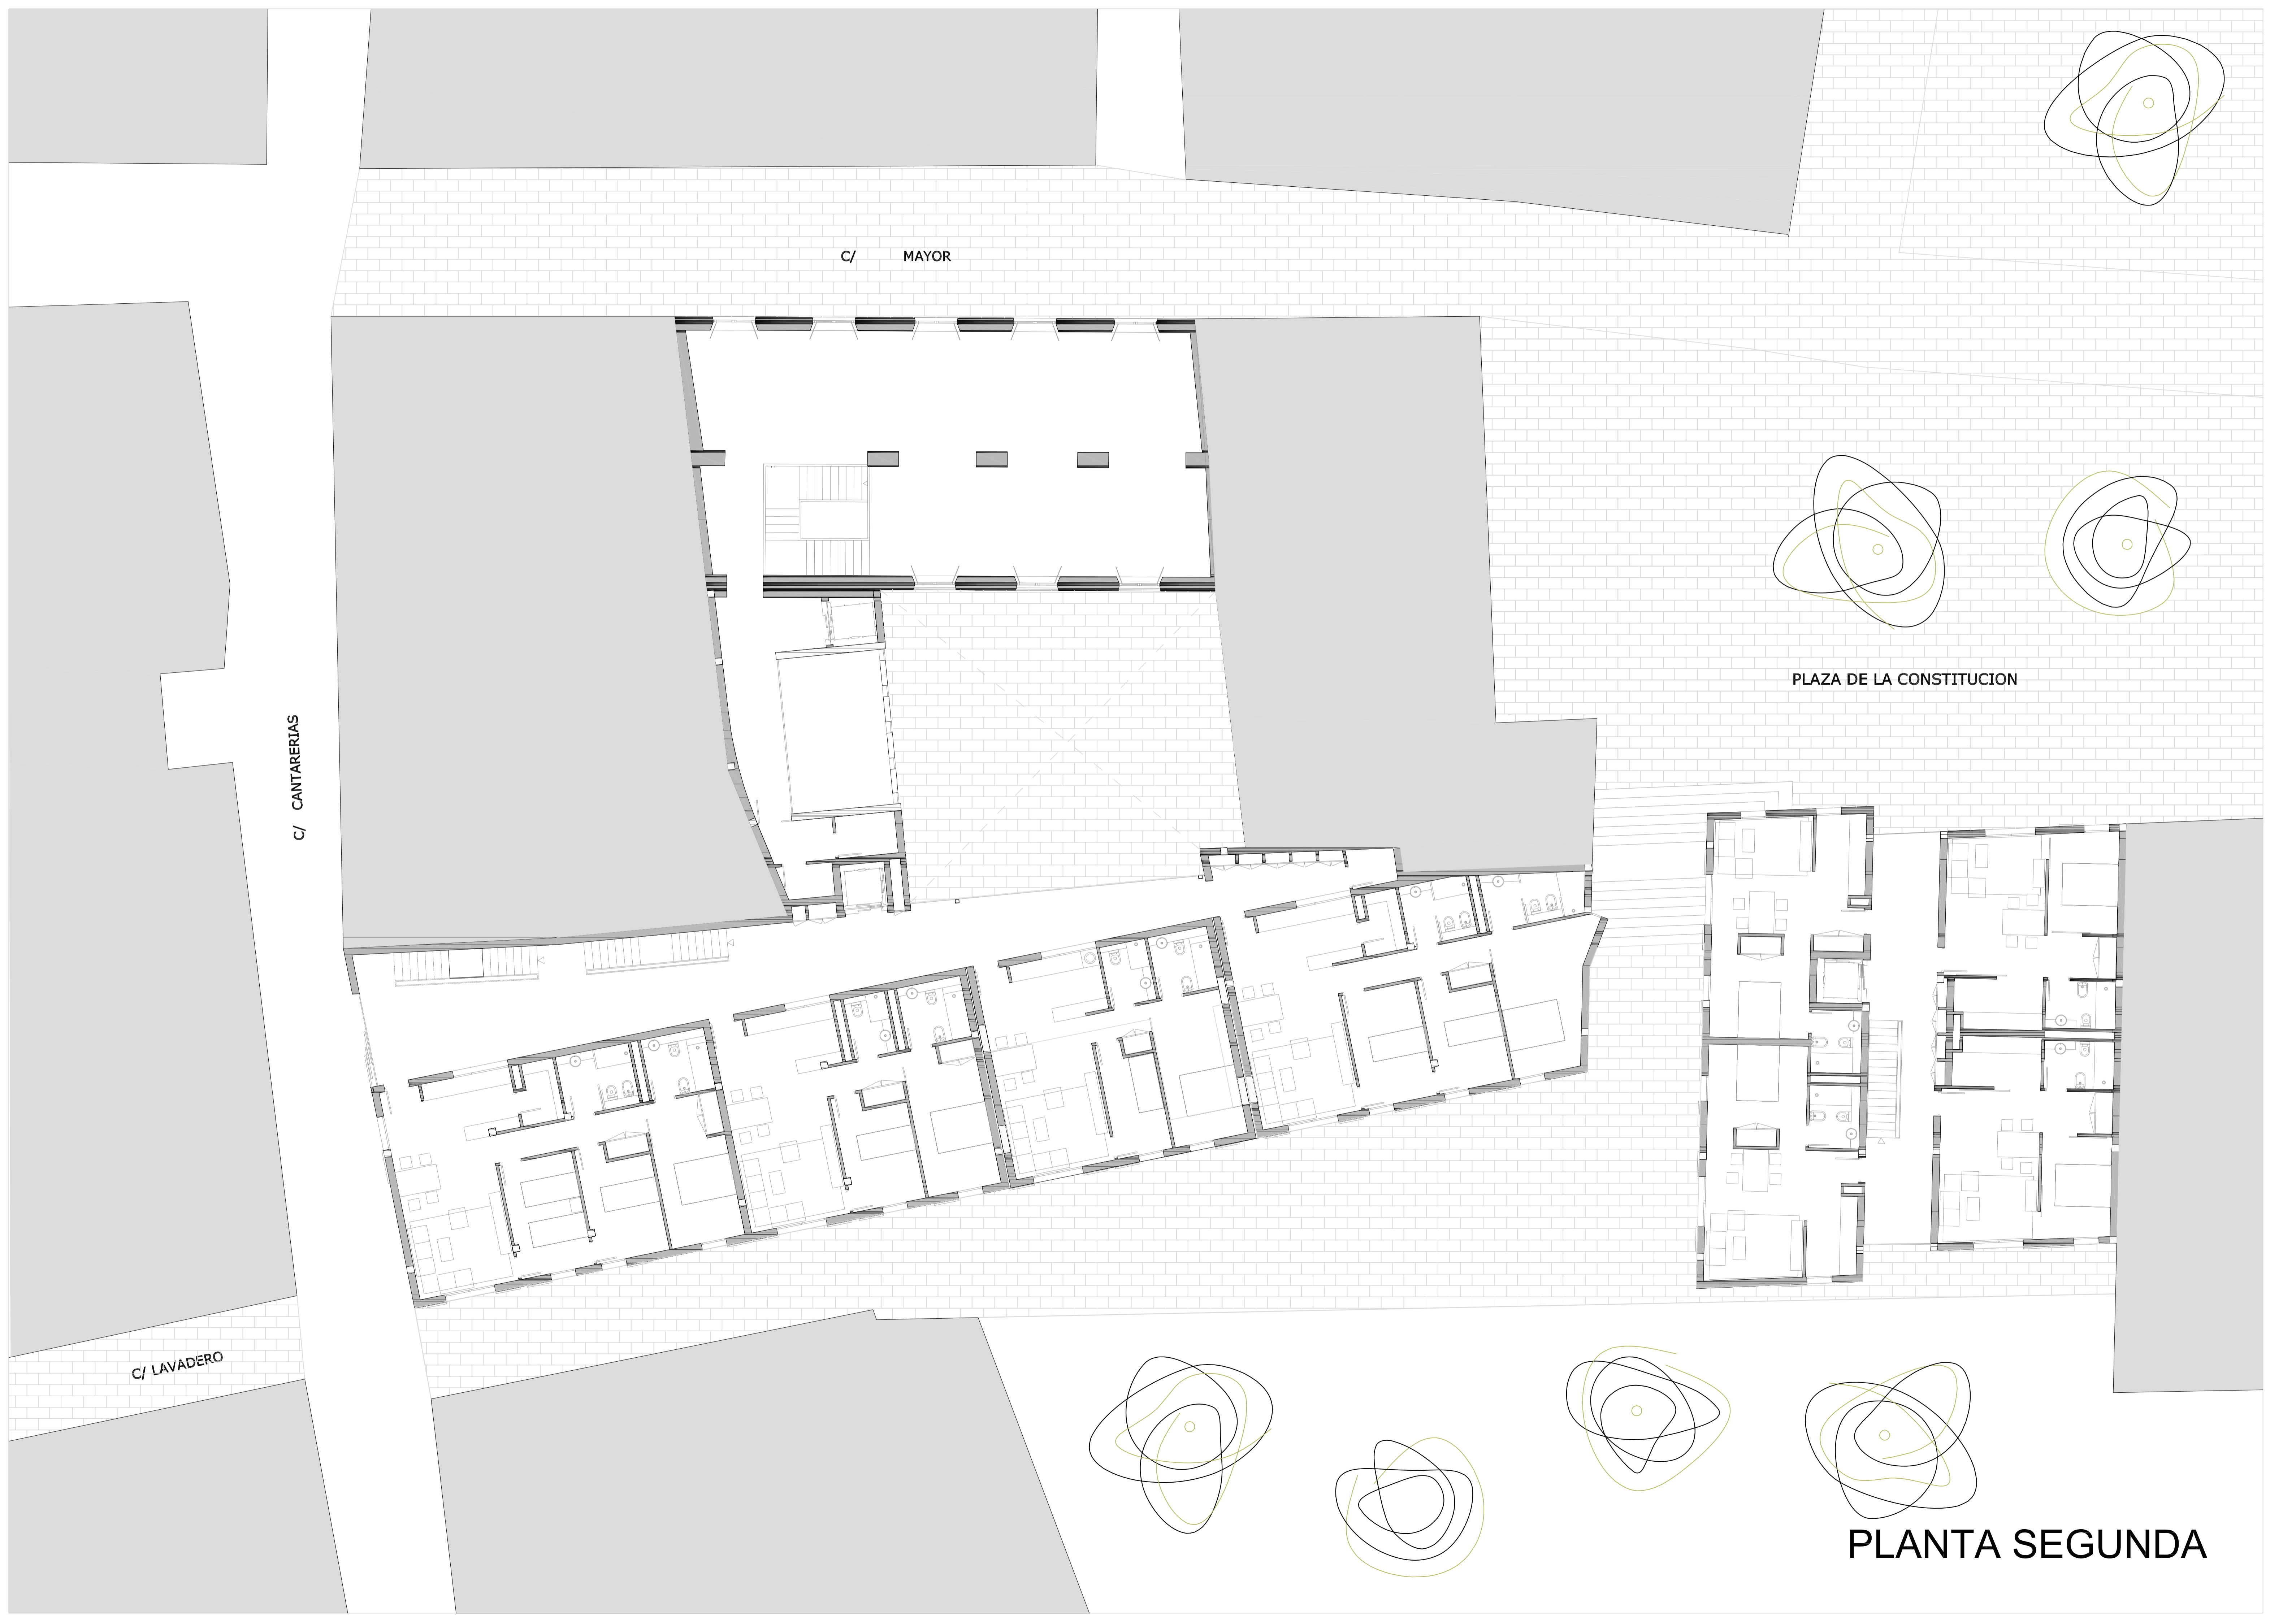 C/ MAYOR
PLAZA DE LA CONSTITUCION
C/ CANTARERIAS
C/ LAVADERO
PLANTA SEGUNDA